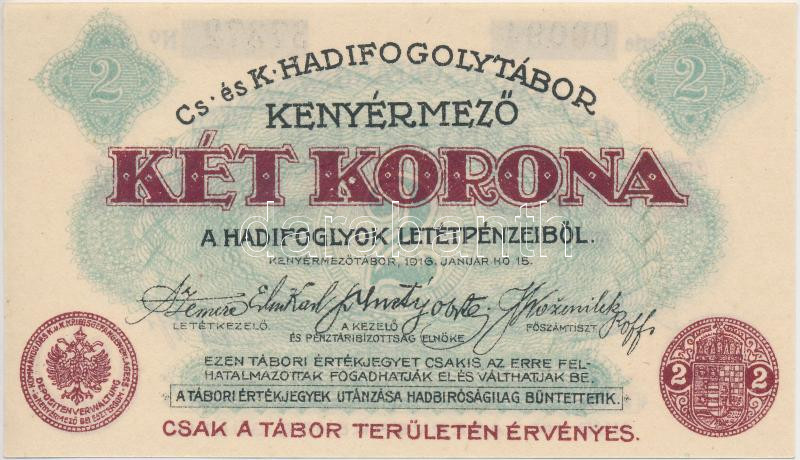 2
2
Cs. és K. HADIFOGOLYTÁBOR
KENYÉRMEZŐ
KÉT KORONA
A HADIFOGLYOK LETÉTPÉNZEIBŐL.
KENYÉRMEZŐTÁBOR, 1916. JANUÁR HÓ 15.
LETÉTKEZELŐ.
A KEZELŐ
ÉS PÉNZTÁRIBIZOTTSÁG ELNÖKE
FŐSZÁMTISZT.
EZEN TÁBORI ÉRTÉKJEGYET CSAKIS AZ ERRE FEL-
HATALMAZOTTAK FOGADHATJÁK EL ÉS VÁLTHATJÁK BE.
A TÁBORI ÉRTÉKJEGYEK UTÁNZÁSA HADBIRÓSÁGILAG BÜNTETTETIK.
CSAK A TÁBOR TERÜLETÉN ÉRVÉNYES.
DEPOSITENVERWALTUNG
2 2
darabanth